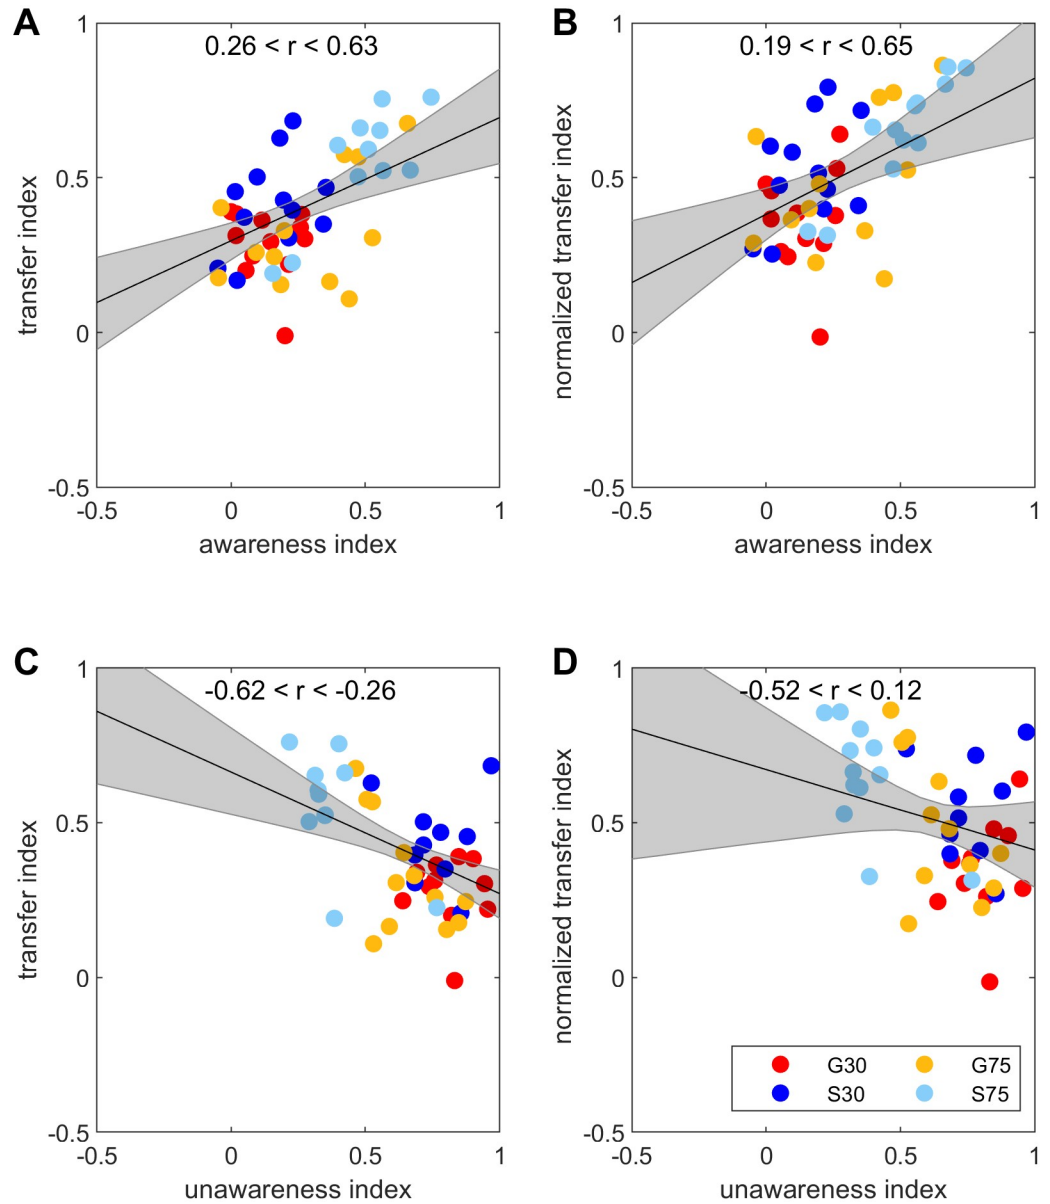 A
0.26 < r < 0.63
1
0.5
0
-0.5
-0.5
0
0.5
1
transfer index
awareness index
B
0.19 < r < 0.65
1
0.5
0
-0.5
-0.5
0
0.5
1
normalized transfer index
awareness index
C
-0.62 < r < -0.26
1
0.5
0
-0.5
-0.5
0
0.5
1
transfer index
unawareness index
D
-0.52 < r < 0.12
1
0.5
0
-0.5
-0.5
0
0.5
1
normalized transfer index
unawareness index
G30
G75
S30
S75